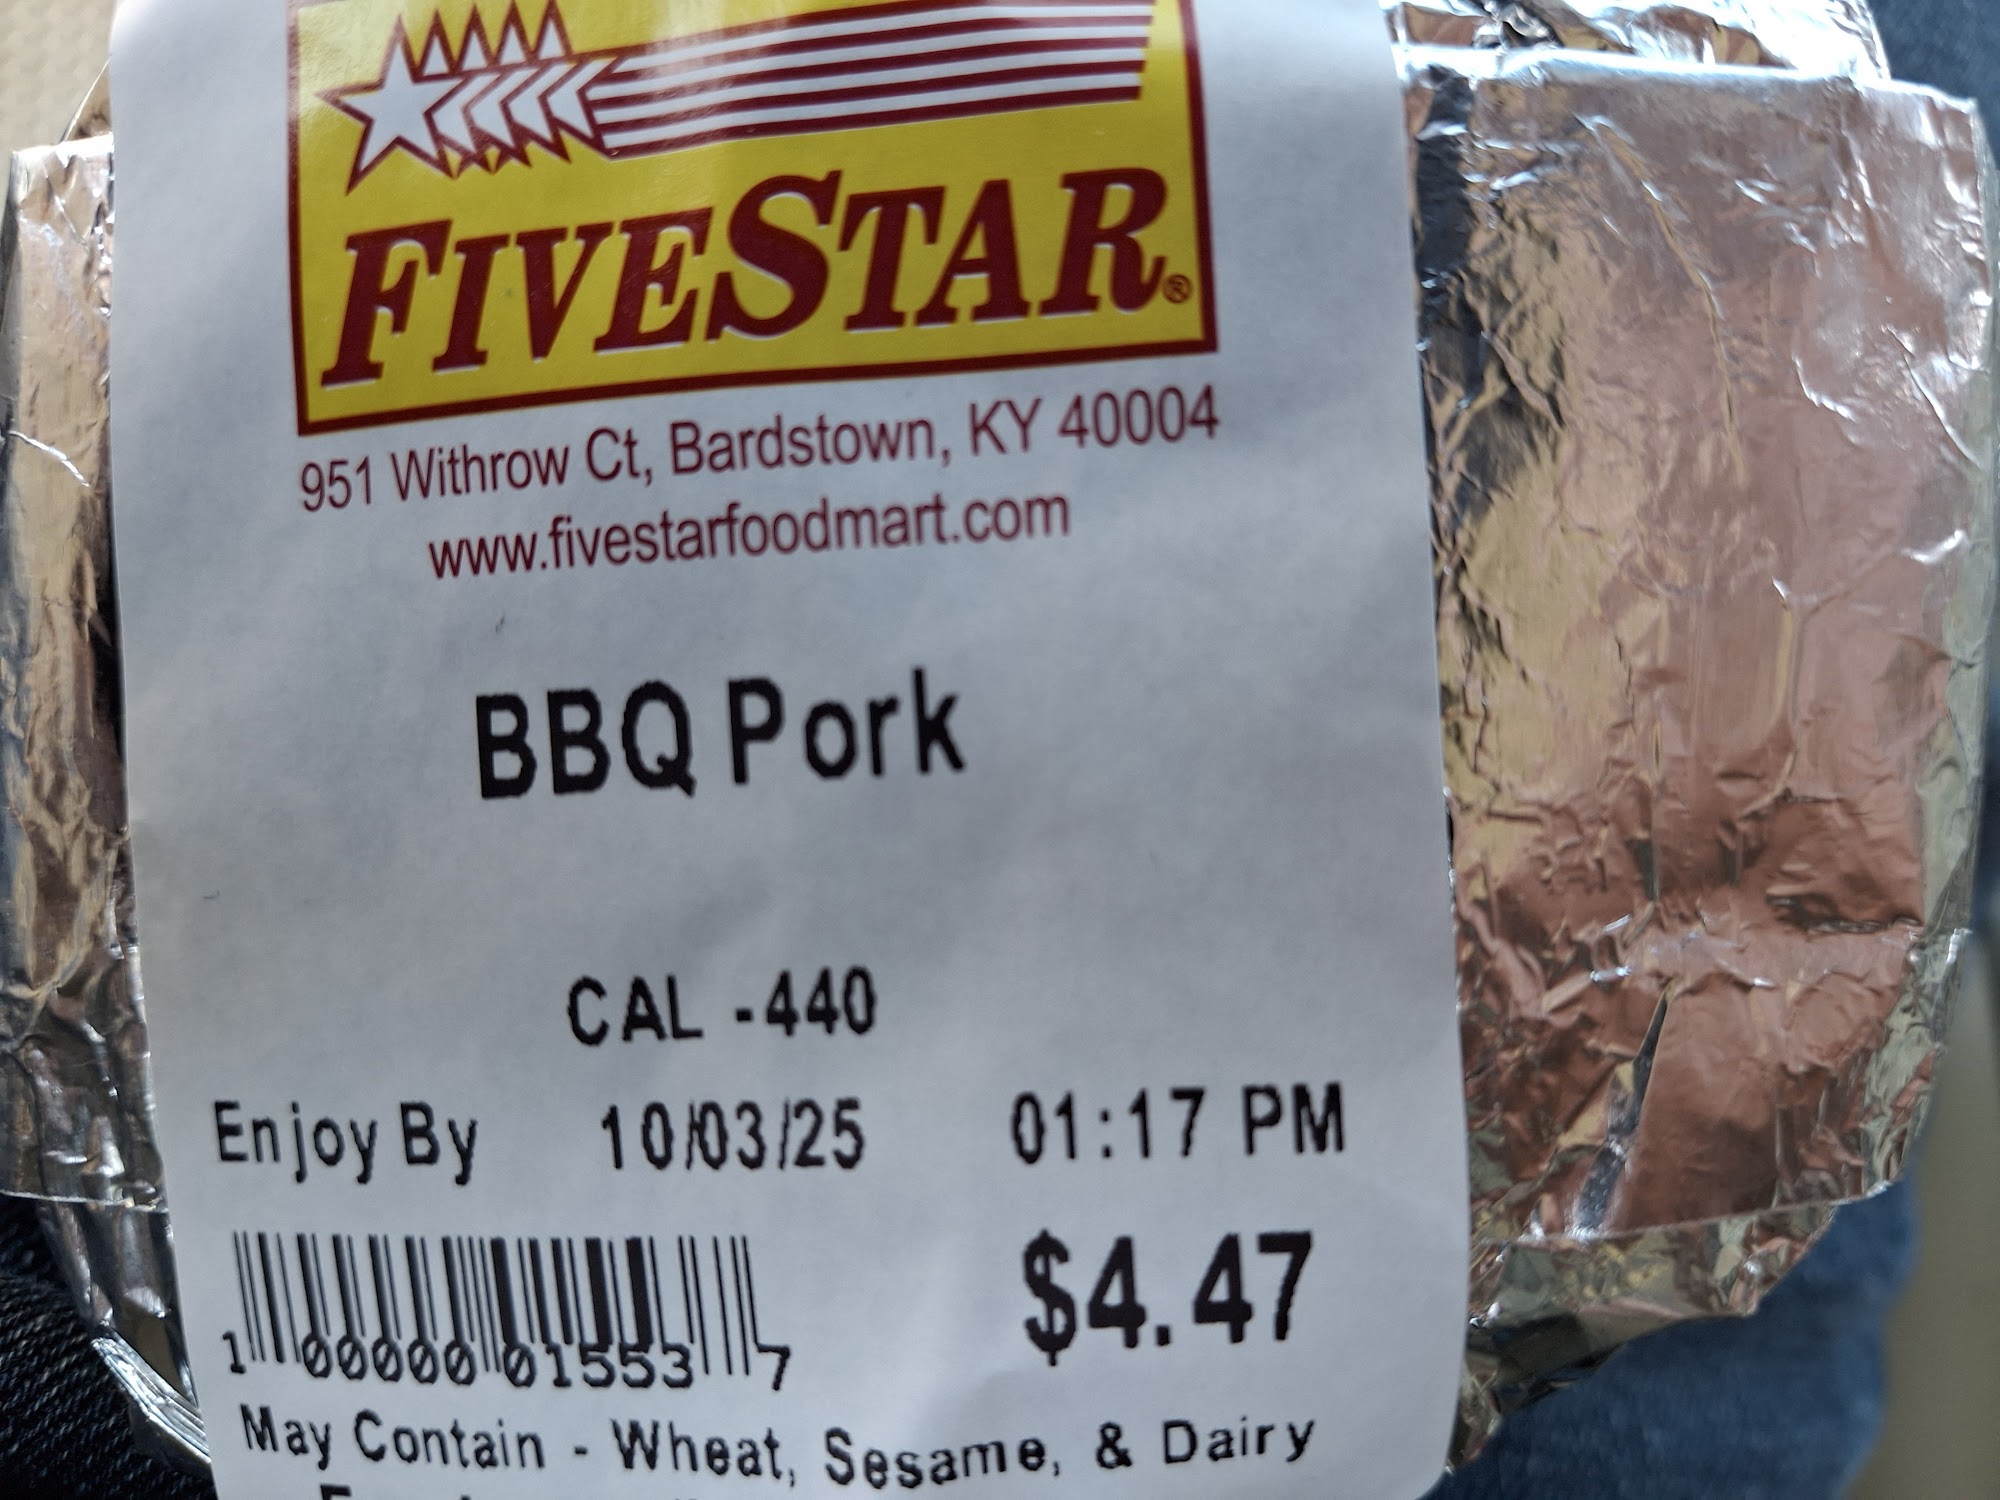 FIVESTAR®
951 Withrow Ct, Bardstown, KY 40004
www.fivestarfoodmart.com
BBQ Pork
CAL -440
Enjoy By 10/03/25 01:17 PM
$4.47
1 00000 01553 7
May Contain - Wheat, Sesame, & Dairy